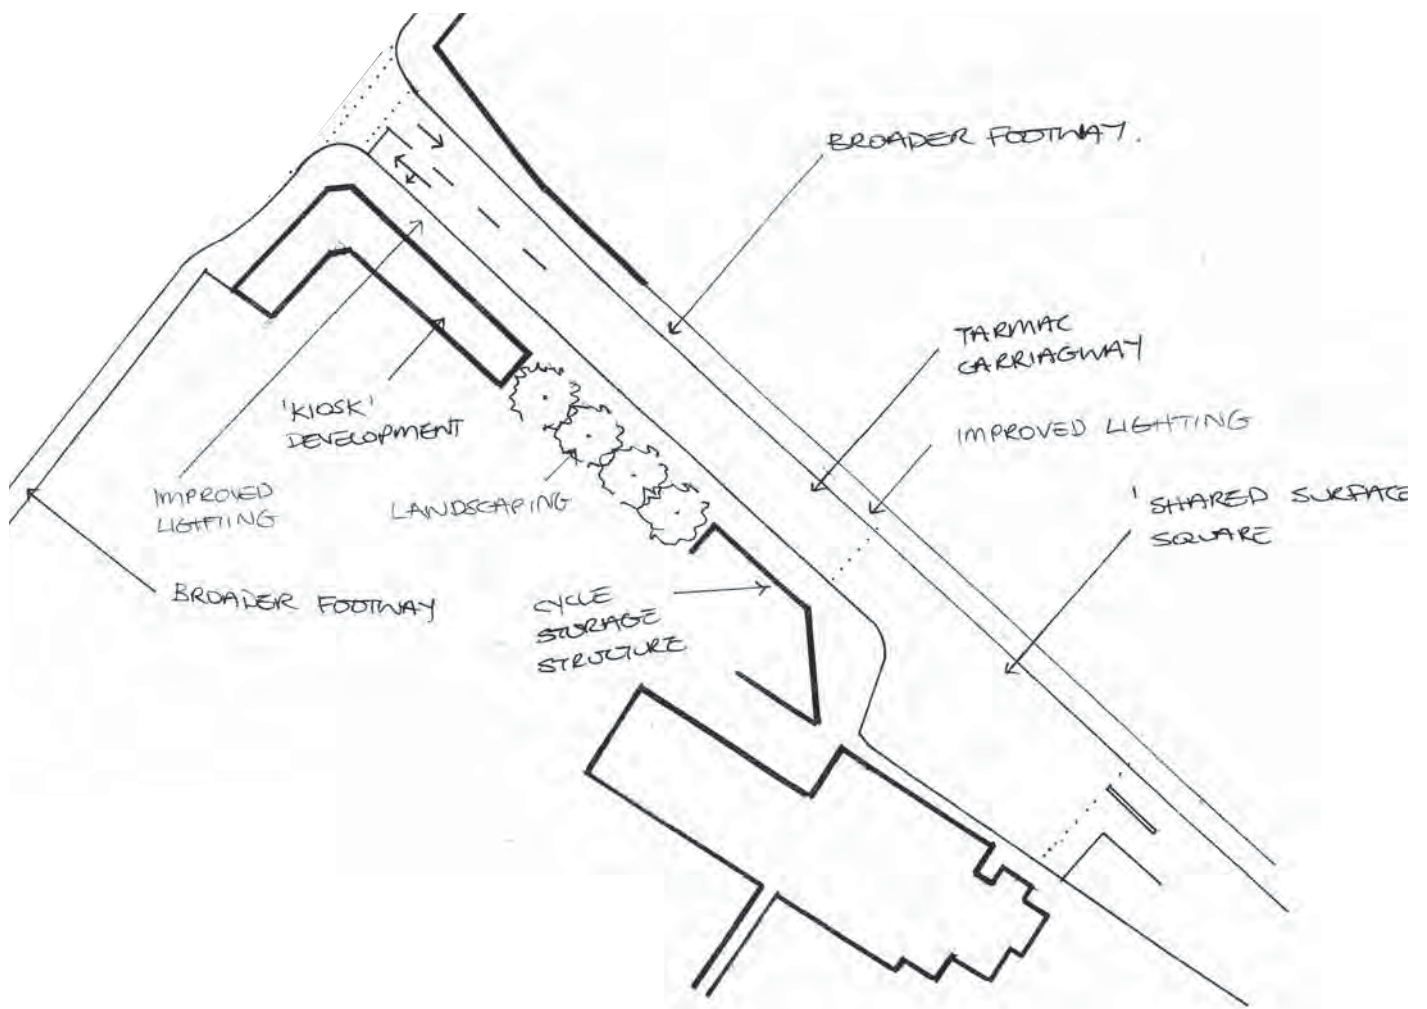 BROADER FOOTWAY.
TARMAC
CARRIAGWAY
IMPROVED LIGHTING
'SHARED SURFACE
SQUARE
'KIOSK'
DEVELOPMENT
IMPROVED
LIGHTING
LANDSCAPING
BROADER FOOTWAY
CYCLE
STORAGE
STRUCTURE